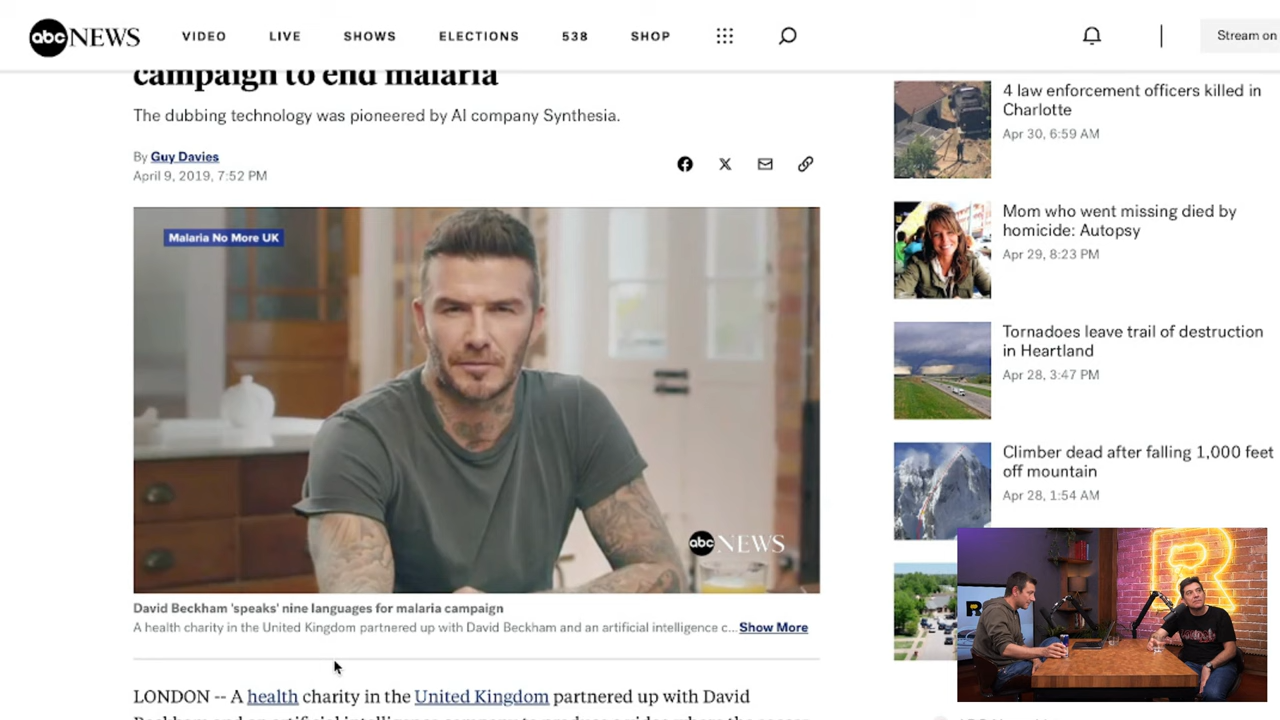 abc NEWS
VIDEO
LIVE
SHOWS
ELECTIONS
538
SHOP
Stream on
campaign to end malaria
The dubbing technology was pioneered by AI company Synthesia.
By Guy Davies
April 9, 2019, 7:52 PM
Malaria No More UK
abc NEWS
David Beckham 'speaks' nine languages for malaria campaign
A health charity in the United Kingdom partnered up with David Beckham and an artificial intelligence c... Show More
LONDON -- A health charity in the United Kingdom partnered up with David
4 law enforcement officers killed in
Charlotte
Apr 30, 6:59 AM
Mom who went missing died by
homicide: Autopsy
Apr 29, 8:23 PM
Tornadoes leave trail of destruction
in Heartland
Apr 28, 3:47 PM
Climber dead after falling 1,000 feet
off mountain
Apr 28, 1:54 AM
R